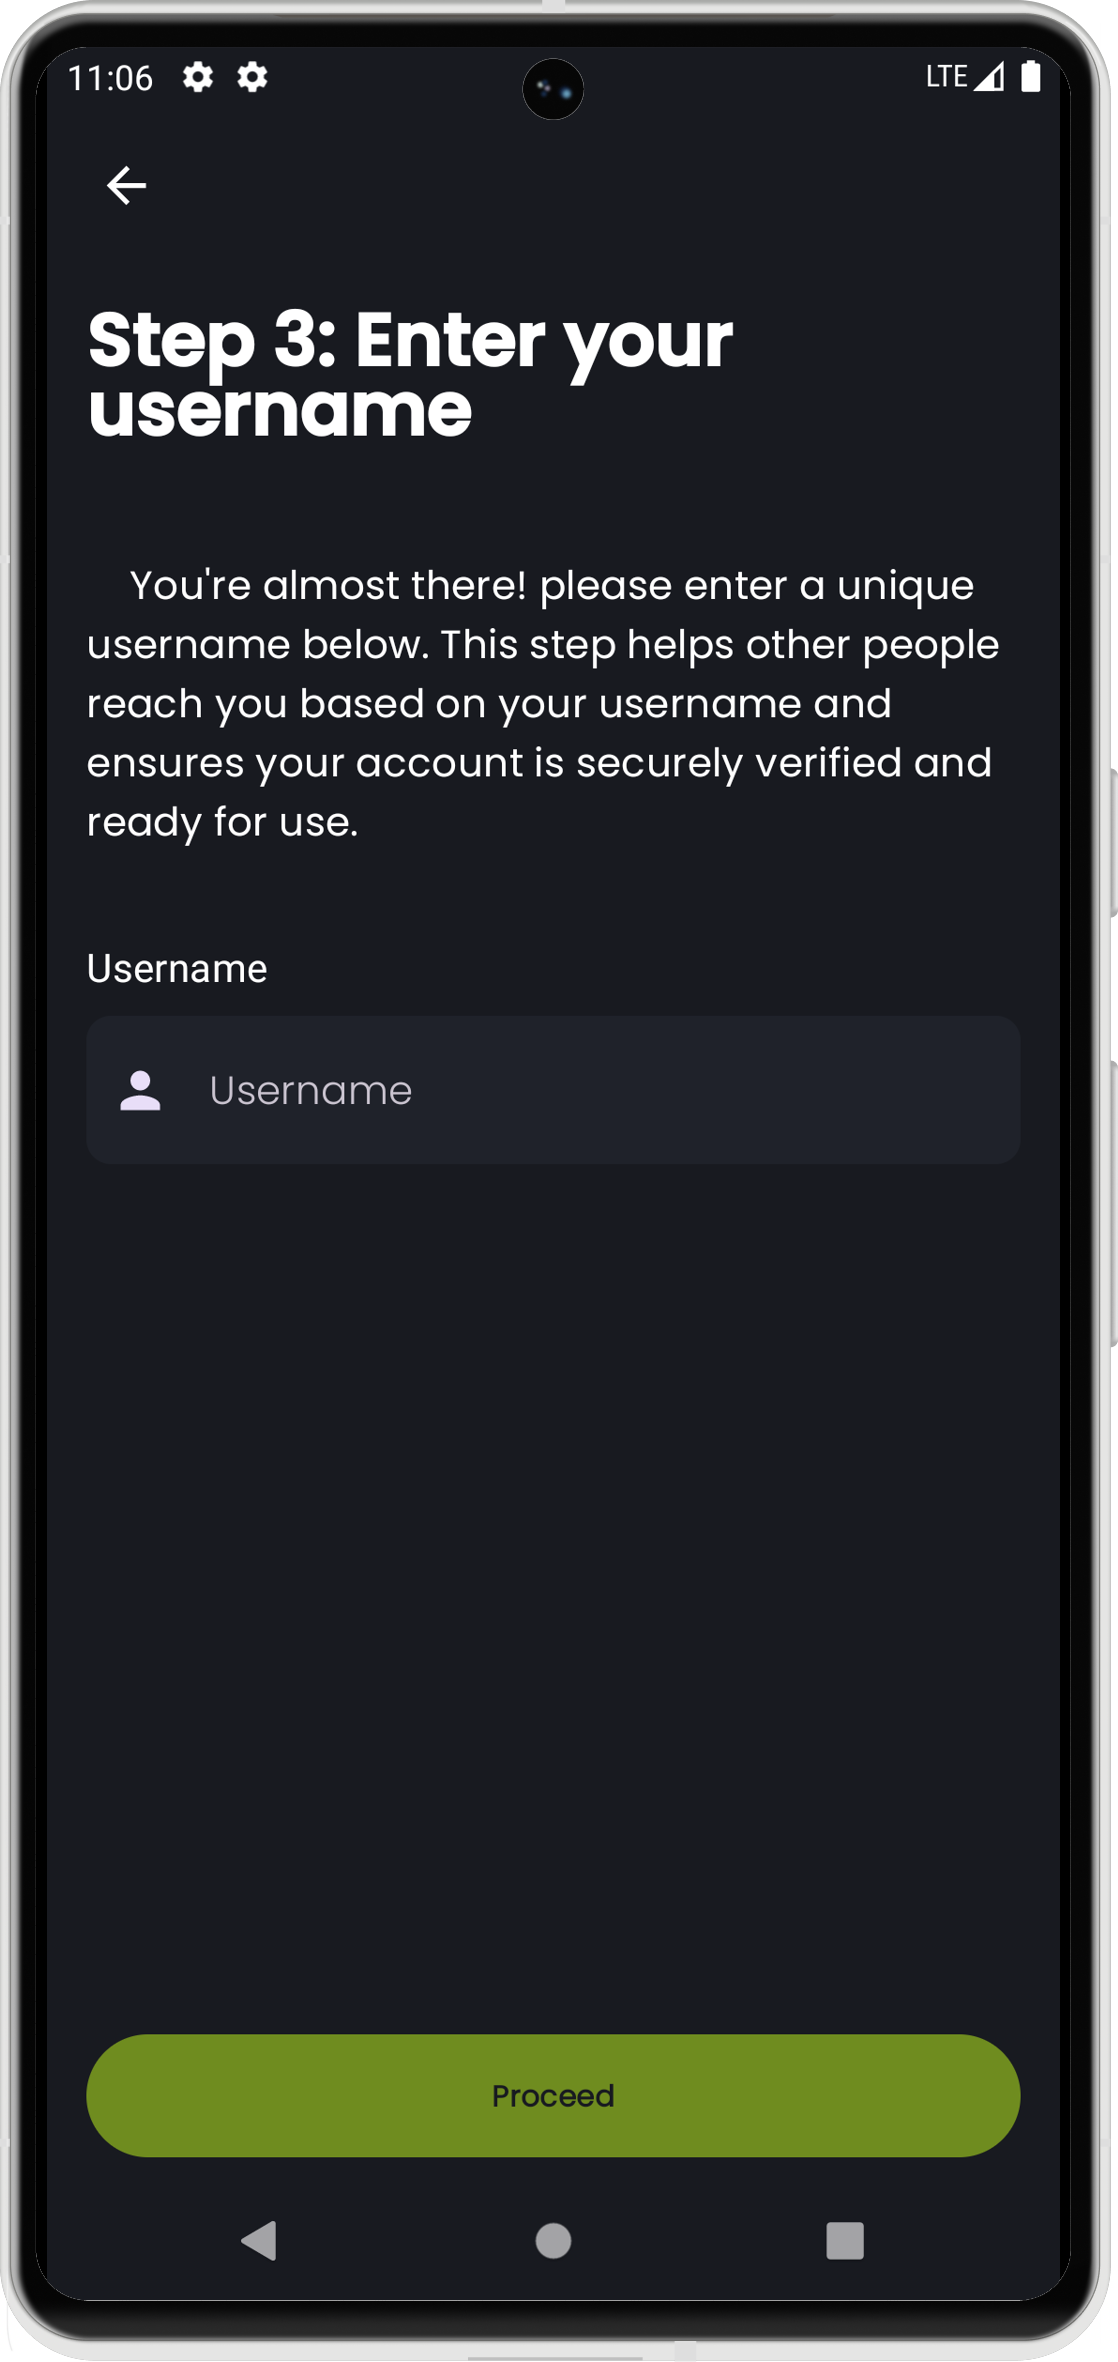 11:06 LTE
Step 3: Enter your
username
You're almost there! please enter a unique
username below. This step helps other people
reach you based on your username and
ensures your account is securely verified and
ready for use.
Username
Username
Proceed